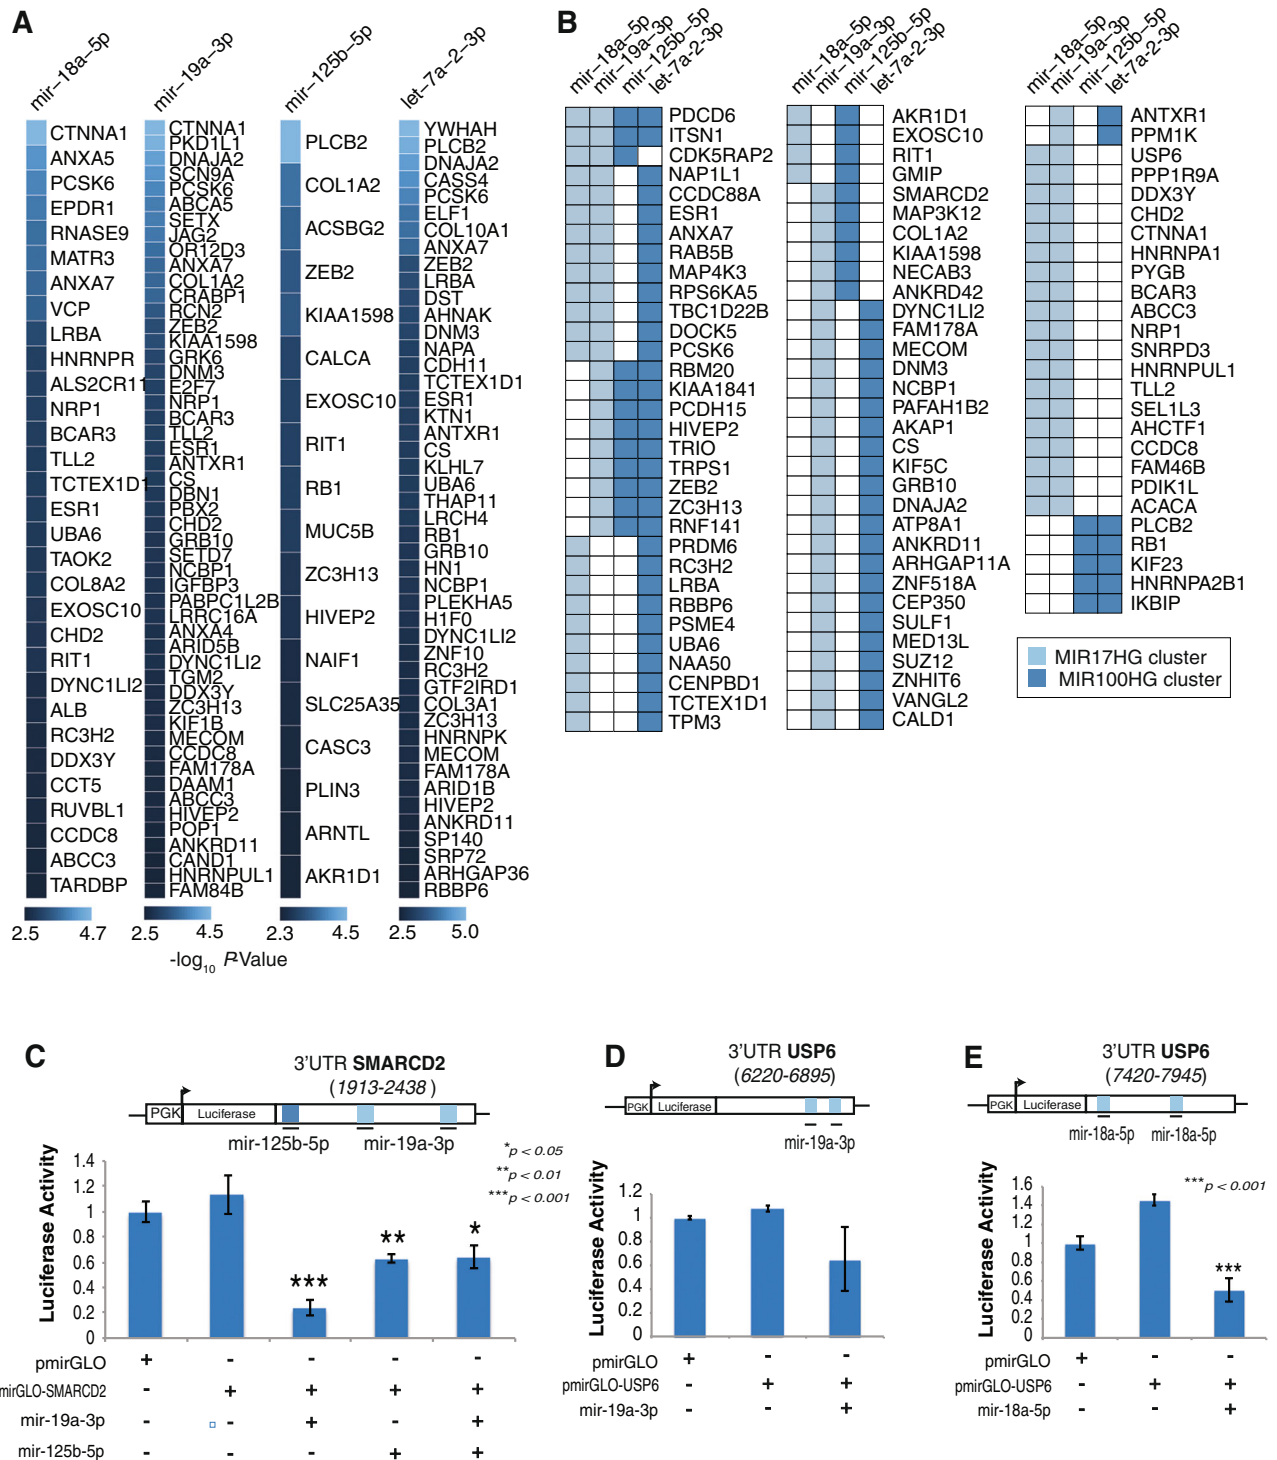 A
mir-18a-5p
mir-19a-3p
mir-125b-5p
let-7a-2-3p
CTNNA1
ANXA5
PCSK6
EPDR1
RNASE9
MATR3
ANXA7
VCP
LRBA
HNRNPR
ALS2CR11
NRP1
BCAR3
TLL2
TCTEX1D1
ESR1
UBA6
TAOK2
COL8A2
EXOSC10
CHD2
RIT1
DYNC1LI2
ALB
RC3H2
DDX3Y
CCT5
RUVBL1
CCDC8
ABCC3
TARDBP
CTNNA1
PKD1L1
DNAJA2
SCN9A
PCSK6
ABCA5
SETX
JAG2
OR12D3
ANXA7
COL1A2
CRABP1
RCN2
ZEB2
KIAA1598
GRK6
DNM3
E2F7
NRP1
BCAR3
TLL2
ESR1
ANTXR1
CS
DBN1
PBX2
CHD2
GRB10
SETD7
NCBP1
IGFBP3
PABPC1L2B
LRRC16A
ANXA4
ARID5B
DYNC1LI2
TGM2
DDX3Y
ZC3H13
KIF1B
MECOM
CCDC8
FAM178A
DAAM1
ABCC3
HIVEP2
POP1
ANKRD11
CAND1
HNRNPUL1
FAM84B
PLCB2
COL1A2
ACSBG2
ZEB2
KIAA1598
CALCA
EXOSC10
RIT1
RB1
MUC5B
ZC3H13
HIVEP2
NAIF1
SLC25A35
CASC3
PLIN3
ARNTL
AKR1D1
YWHAH
PLCB2
DNAJA2
CASS4
PCSK6
ELF1
COL10A1
ANXA7
ZEB2
LRBA
DST
AHNAK
DNM3
NAPA
CDH11
TCTEX1D1
ESR1
KTN1
ANTXR1
CS
KLHL7
UBA6
THAP11
LRCH4
RB1
GRB10
HN1
NCBP1
PLEKHA5
H1F0
DYNC1LI2
ZNF10
RC3H2
GTF2IRD1
COL3A1
ZC3H13
HNRNPK
MECOM
FAM178A
ARID1B
HIVEP2
ANKRD11
SP140
SRP72
ARHGAP36
RBBP6
2.5 4.7
2.5 4.5
2.3 4.5
2.5 5.0
-log10 P-Value
B
mir-18a-5p
mir-19a-3p
mir-125b-5p
let-7a-2-3p
PDCD6
ITSN1
CDK5RAP2
NAP1L1
CCDC88A
ESR1
ANXA7
RAB5B
MAP4K3
RPS6KA5
TBC1D22B
DOCK5
PCSK6
RBM20
KIAA1841
PCDH15
HIVEP2
TRIO
TRPS1
ZEB2
ZC3H13
RNF141
PRDM6
RC3H2
LRBA
RBBP6
PSME4
UBA6
NAA50
CENPBD1
TCTEX1D1
TPM3
mir-18a-5p
mir-19a-3p
mir-125b-5p
let-7a-2-3p
AKR1D1
EXOSC10
RIT1
GMIP
SMARCD2
MAP3K12
COL1A2
KIAA1598
NECAB3
ANKRD42
DYNC1LI2
FAM178A
MECOM
DNM3
NCBP1
PAFAH1B2
AKAP1
CS
KIF5C
GRB10
DNAJA2
ATP8A1
ANKRD11
ARHGAP11A
ZNF518A
CEP350
SULF1
MED13L
SUZ12
ZNHIT6
VANGL2
CALD1
mir-18a-5p
mir-19a-3p
mir-125b-5p
let-7a-2-3p
ANTXR1
PPM1K
USP6
PPP1R9A
DDX3Y
CHD2
CTNNA1
HNRNPA1
PYGB
BCAR3
ABCC3
NRP1
SNRPD3
HNRNPUL1
TLL2
SEL1L3
AHCTF1
CCDC8
FAM46B
PDIK1L
ACACA
PLCB2
RB1
KIF23
HNRNPA2B1
IKBIP
MIR17HG cluster
MIR100HG cluster
C
3'UTR SMARCD2
(1913-2438 )
PGK Luciferase
mir-125b-5p mir-19a-3p
*p < 0.05
**p < 0.01
***p < 0.001
Luciferase Activity
1.4
1.2
1
0.8
0.6
0.4
0.2
0
***
**
*
pmirGLO + - - - -
mirGLO-SMARCD2 - + + + +
mir-19a-3p - - + - +
mir-125b-5p - - - + +
D
3'UTR USP6
(6220-6895)
PGK Luciferase
mir-19a-3p
Luciferase Activity
1.2
1
0.8
0.6
0.4
0.2
0
pmirGLO + - -
pmirGLO-USP6 - + +
mir-19a-3p - - +
E
3'UTR USP6
(7420-7945)
PGK Luciferase
mir-18a-5p mir-18a-5p
***p < 0.001
Luciferase Activity
1.6
1.4
1.2
1
0.8
0.6
0.4
0.2
0
***
pmirGLO + - -
pmirGLO-USP6 - + +
mir-18a-5p - - +